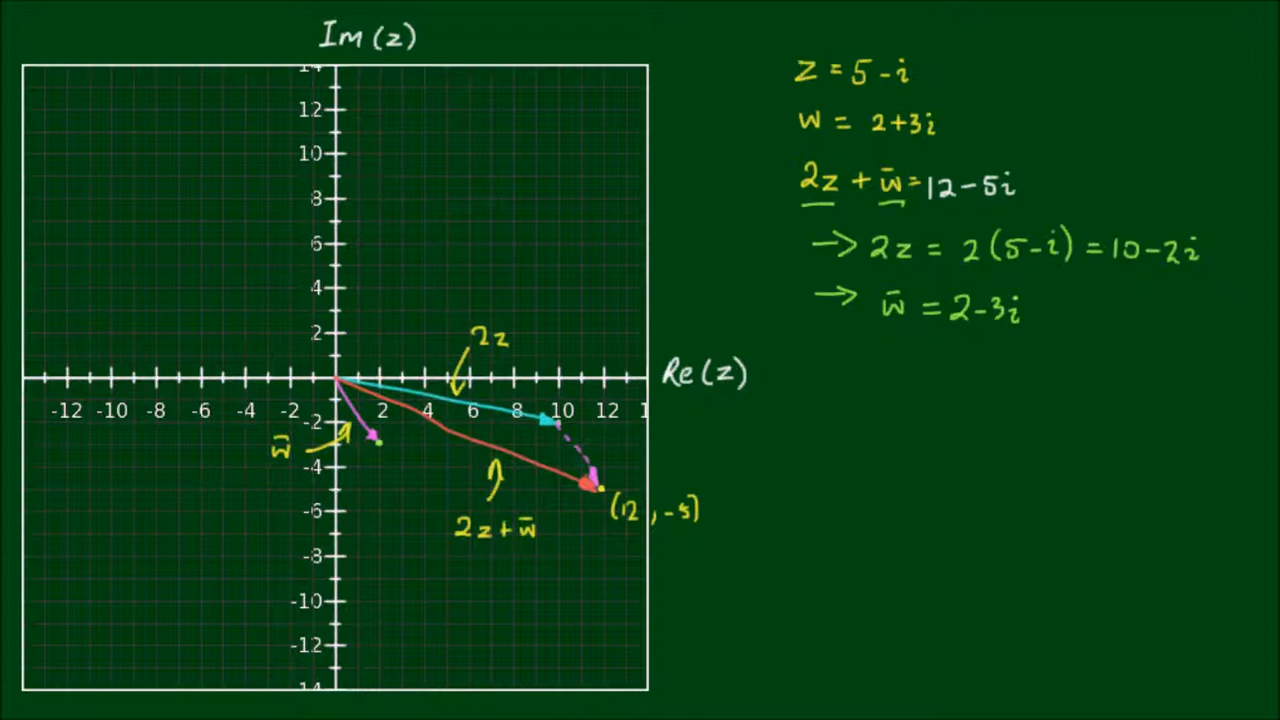 Im(z)
14
12
10
8
6
4
2
-12 -10 -8 -6 -4 -2 2 4 6 8 10 12 1
-2
-4
-6
-8
-10
-12
14
Re(z)
2z
w̄
2z + w̄
(12, -5)
z = 5 - i
w = 2+3i
2z + w̄ = 12 - 5i
→ 2z = 2(5-i) = 10-2i
→ w̄ = 2-3i